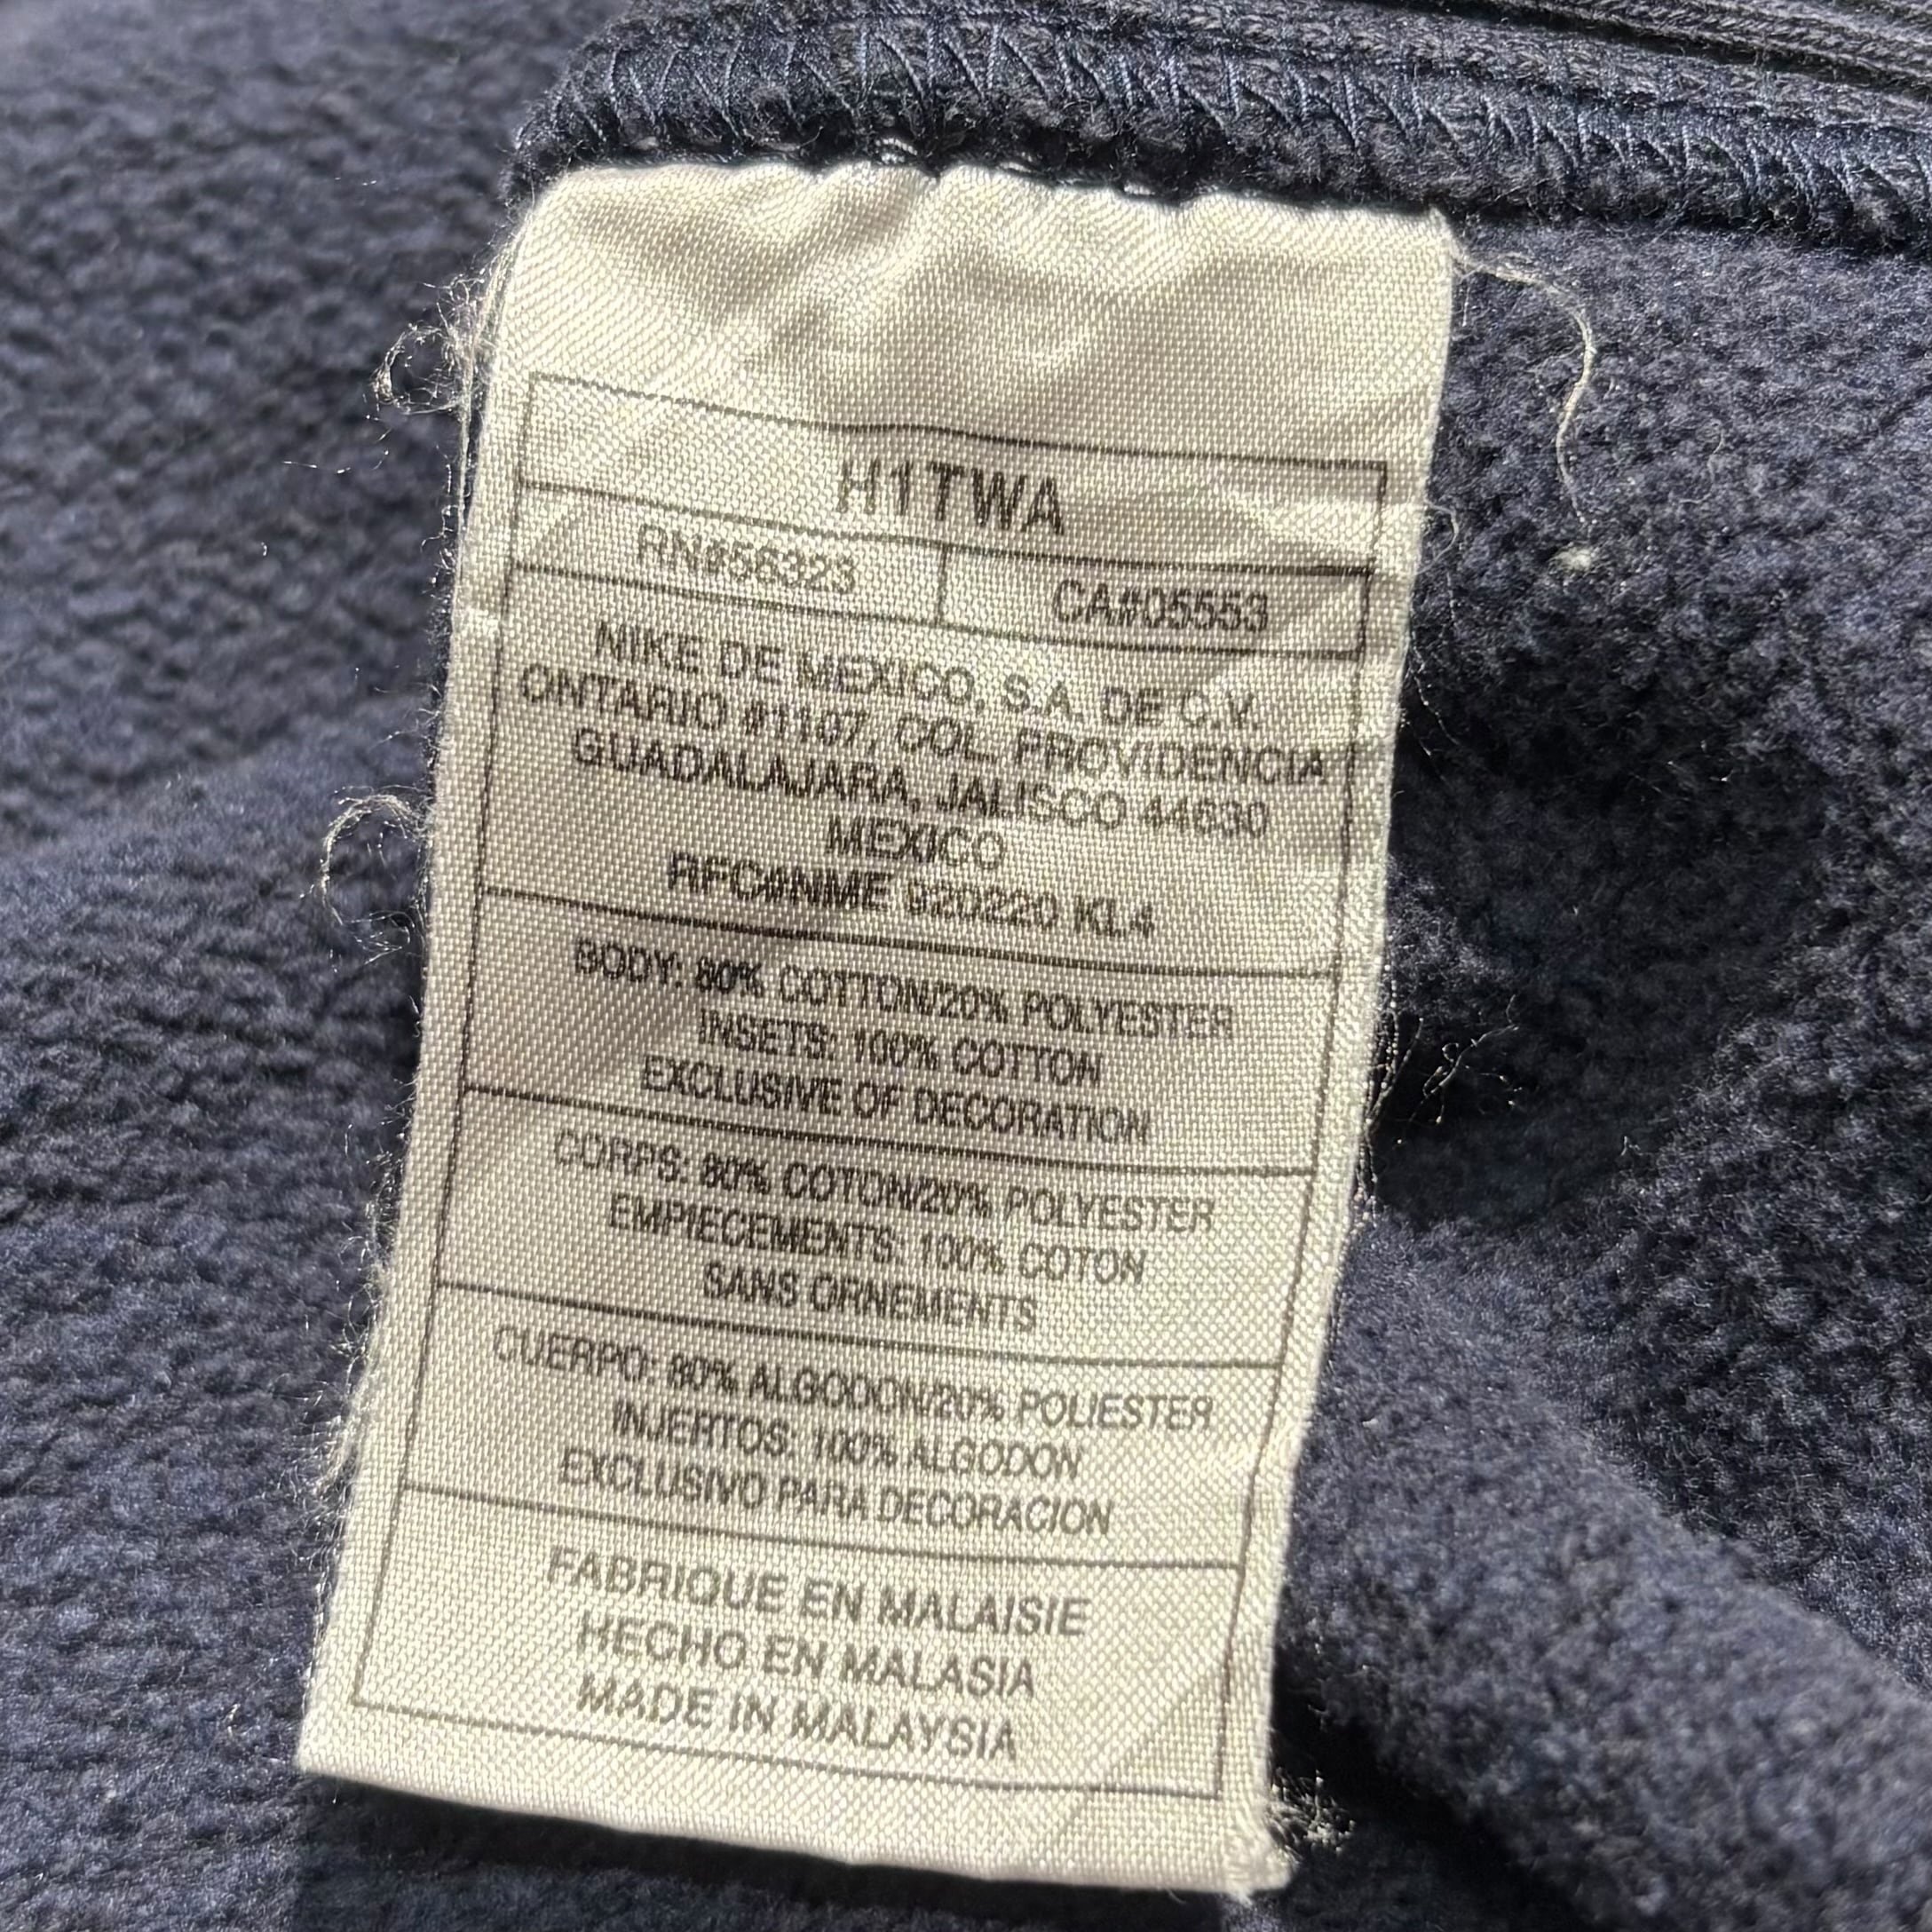 H1TWA
RN#56323 CA#05553
NIKE DE MEXICO, S.A. DE C.V.
ONTARIO #1107, COL. PROVIDENCIA
GUADALAJARA, JALISCO 44630
MEXICO
RFC#NME 920220 KL4
BODY: 80% COTTON/20% POLYESTER
INSETS: 100% COTTON
EXCLUSIVE OF DECORATION
CORPS: 80% COTON/20% POLYESTER
EMPIECEMENTS: 100% COTON
SANS ORNEMENTS
CUERPO: 80% ALGODON/20% POLIESTER
INJERTOS: 100% ALGODON
EXCLUSIVO PARA DECORACION
FABRIQUE EN MALAISIE
HECHO EN MALASIA
MADE IN MALAYSIA